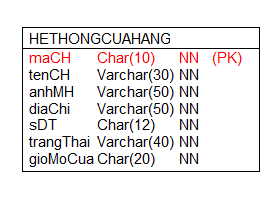 HETHONGCUAHANG
maCH Char(10) NN (PK)
tenCH Varchar(30) NN
anhMH Varchar(50) NN
diaChi Varchar(50) NN
sDT Char(12) NN
trangThai Varchar(40) NN
gioMoCua Char(20) NN